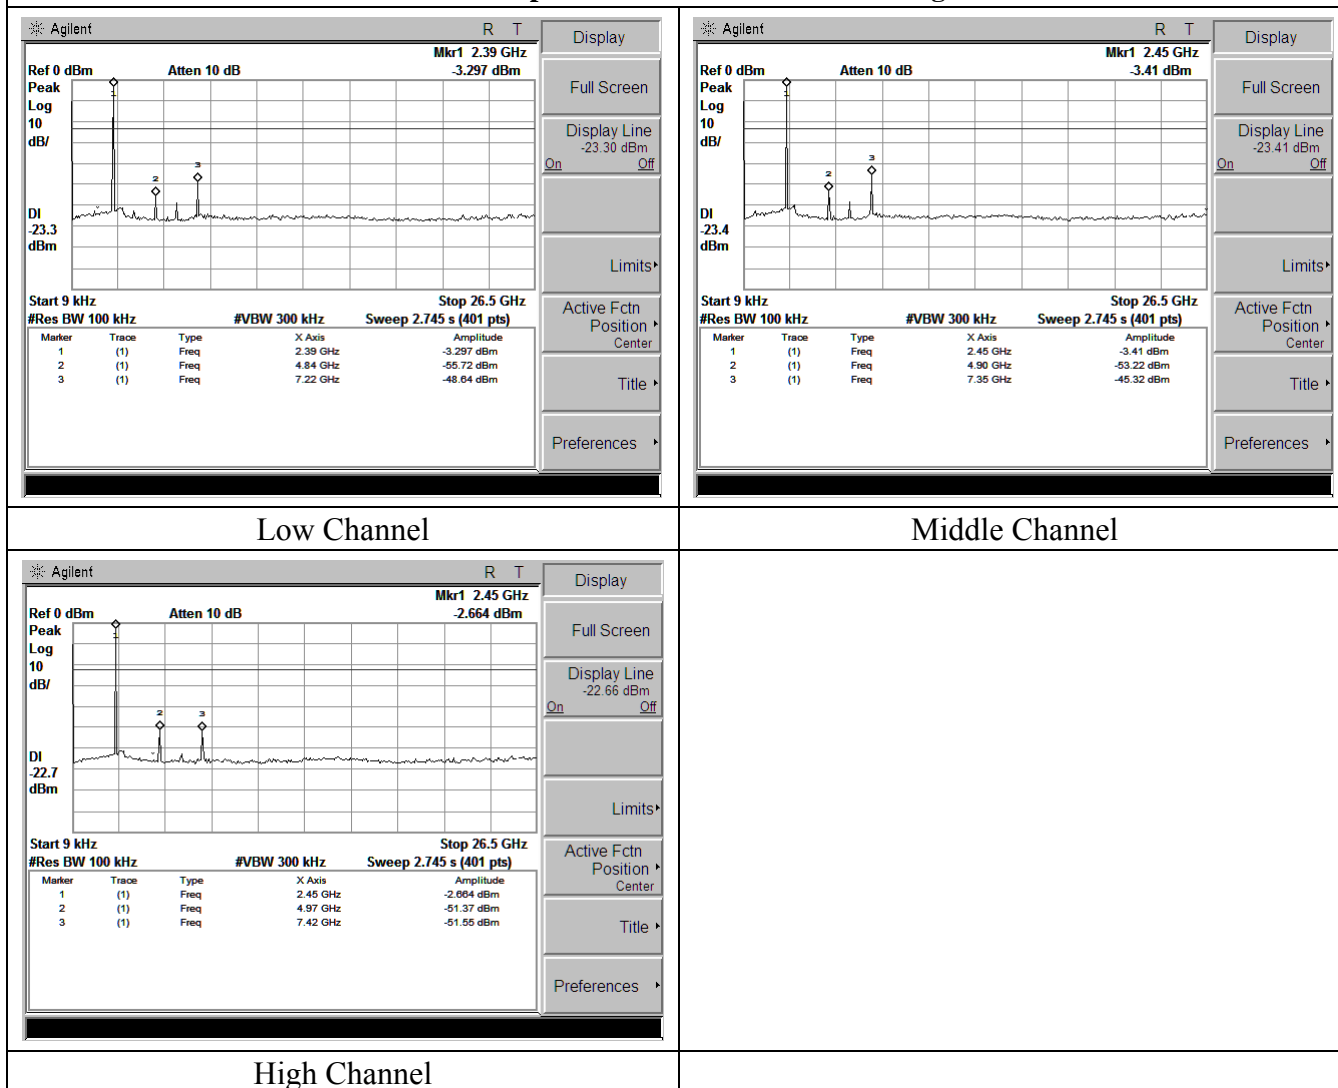 Agilent R T
Mkr1 2.39 GHz
Ref 0 dBm Atten 10 dB -3.297 dBm
Peak
Log
10
dB/
1
2
3
DI
-23.3
dBm
Start 9 kHz Stop 26.5 GHz
#Res BW 100 kHz #VBW 300 kHz Sweep 2.745 s (401 pts)
Marker Trace Type X Axis Amplitude
1 (1) Freq 2.39 GHz -3.297 dBm
2 (1) Freq 4.84 GHz -55.72 dBm
3 (1) Freq 7.22 GHz -48.64 dBm
Display
Full Screen
Display Line
-23.30 dBm
On Off
Limits
Active Fctn
Position
Center
Title
Preferences
Low Channel
Agilent R T
Mkr1 2.45 GHz
Ref 0 dBm Atten 10 dB -3.41 dBm
Peak
Log
10
dB/
1
2
3
DI
-23.4
dBm
Start 9 kHz Stop 26.5 GHz
#Res BW 100 kHz #VBW 300 kHz Sweep 2.745 s (401 pts)
Marker Trace Type X Axis Amplitude
1 (1) Freq 2.45 GHz -3.41 dBm
2 (1) Freq 4.90 GHz -53.22 dBm
3 (1) Freq 7.35 GHz -45.32 dBm
Display
Full Screen
Display Line
-23.41 dBm
On Off
Limits
Active Fctn
Position
Center
Title
Preferences
Middle Channel
Agilent R T
Mkr1 2.45 GHz
Ref 0 dBm Atten 10 dB -2.664 dBm
Peak
Log
10
dB/
1
2
3
DI
-22.7
dBm
Start 9 kHz Stop 26.5 GHz
#Res BW 100 kHz #VBW 300 kHz Sweep 2.745 s (401 pts)
Marker Trace Type X Axis Amplitude
1 (1) Freq 2.45 GHz -2.664 dBm
2 (1) Freq 4.97 GHz -51.37 dBm
3 (1) Freq 7.42 GHz -51.55 dBm
Display
Full Screen
Display Line
-22.66 dBm
On Off
Limits
Active Fctn
Position
Center
Title
Preferences
High Channel